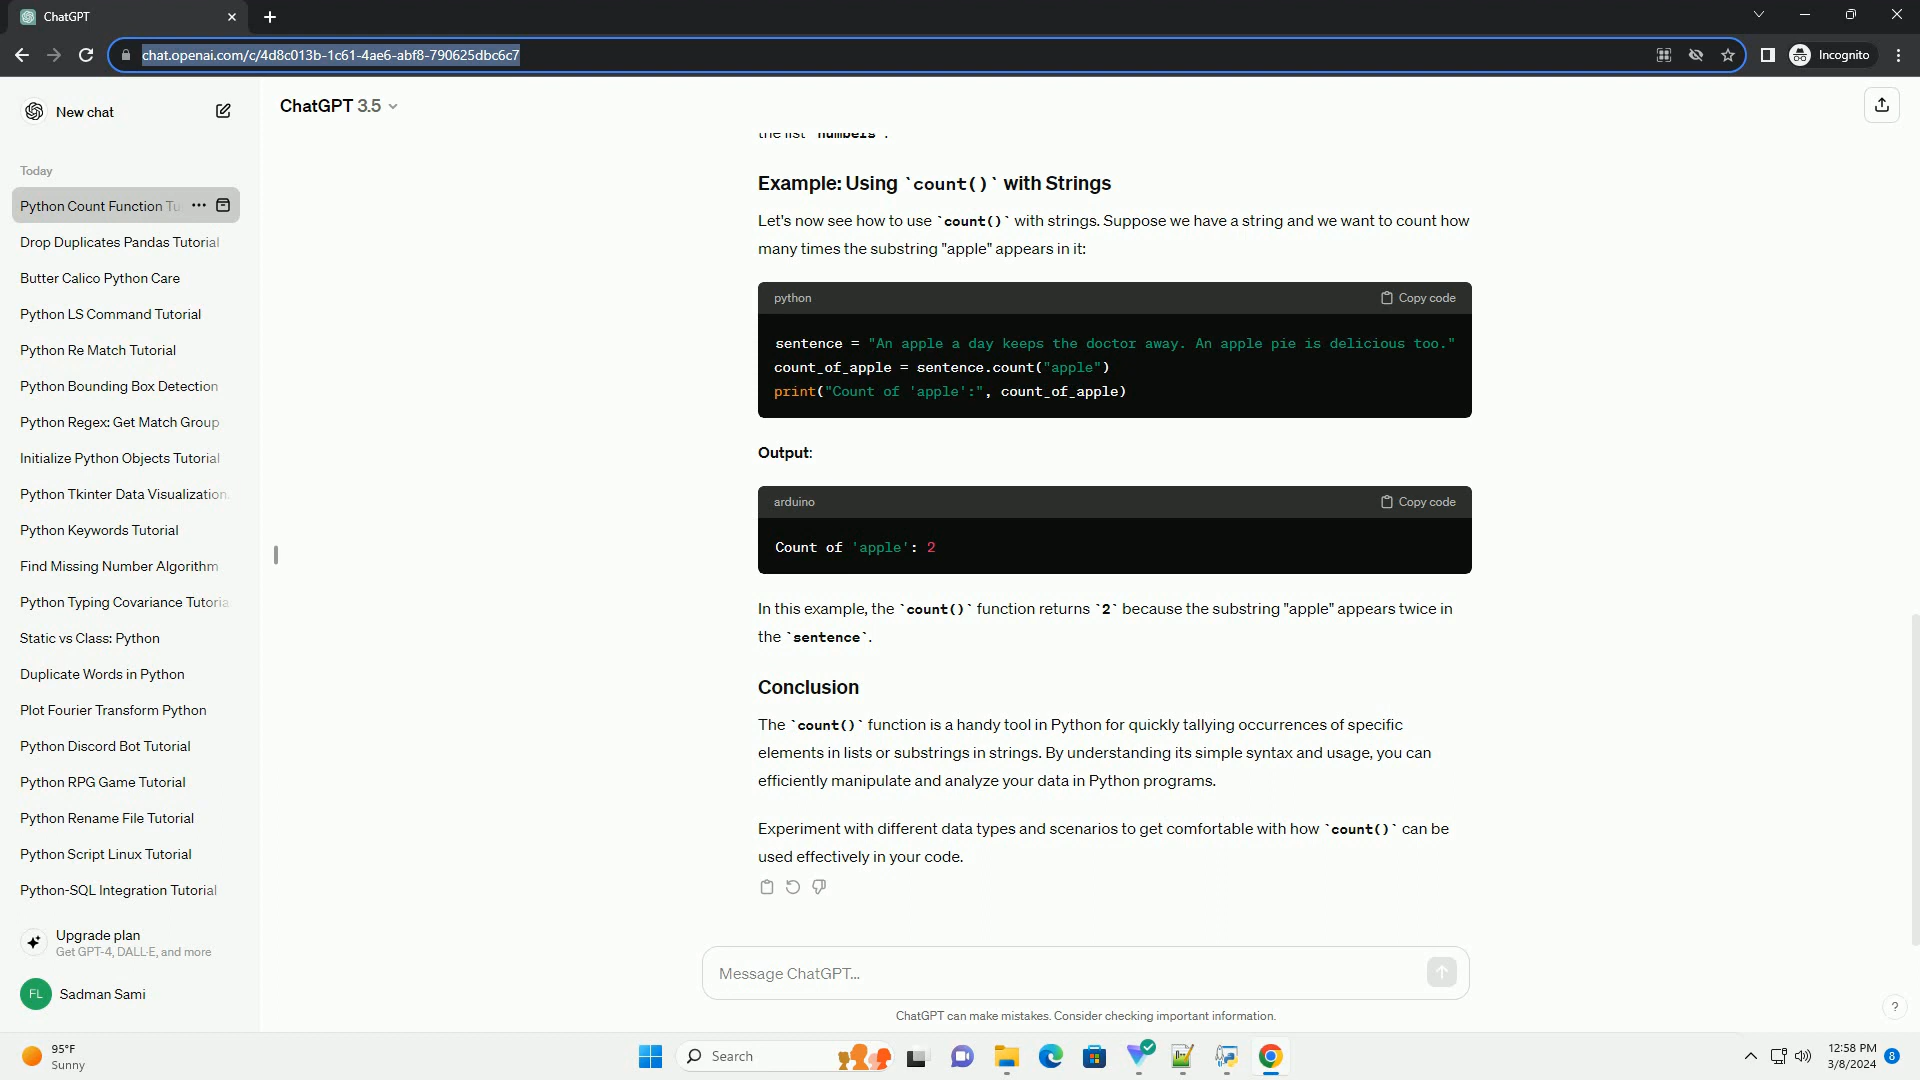 ChatGPT
chat.openai.com/c/4d8c013b-1c61-4ae6-abf8-790625dbc6c7
Incognito
New chat
Today
Python Count Function Tu
Drop Duplicates Pandas Tutorial
Butter Calico Python Care
Python LS Command Tutorial
Python Re Match Tutorial
Python Bounding Box Detection
Python Regex: Get Match Group
Initialize Python Objects Tutorial
Python Tkinter Data Visualization.
Python Keywords Tutorial
Find Missing Number Algorithm
Python Typing Covariance Tutoria
Static vs Class: Python
Duplicate Words in Python
Plot Fourier Transform Python
Python Discord Bot Tutorial
Python RPG Game Tutorial
Python Rename File Tutorial
Python Script Linux Tutorial
Python-SQL Integration Tutorial
Upgrade plan
Get GPT-4, DALL·E, and more
FL
Sadman Sami
ChatGPT 3.5
the list `numbers`.
Example: Using `count()` with Strings
Let's now see how to use `count()` with strings. Suppose we have a string and we want to count how
many times the substring "apple" appears in it:
python
Copy code
sentence = "An apple a day keeps the doctor away. An apple pie is delicious too."
count_of_apple = sentence.count("apple")
print("Count of 'apple':", count_of_apple)
Output:
arduino
Copy code
Count of 'apple': 2
In this example, the `count()` function returns `2` because the substring "apple" appears twice in
the `sentence`.
Conclusion
The `count()` function is a handy tool in Python for quickly tallying occurrences of specific
elements in lists or substrings in strings. By understanding its simple syntax and usage, you can
efficiently manipulate and analyze your data in Python programs.
Experiment with different data types and scenarios to get comfortable with how `count()` can be
used effectively in your code.
Message ChatGPT...
ChatGPT can make mistakes. Consider checking important information.
?
95°F
Sunny
Search
12:58 PM
3/8/2024
8